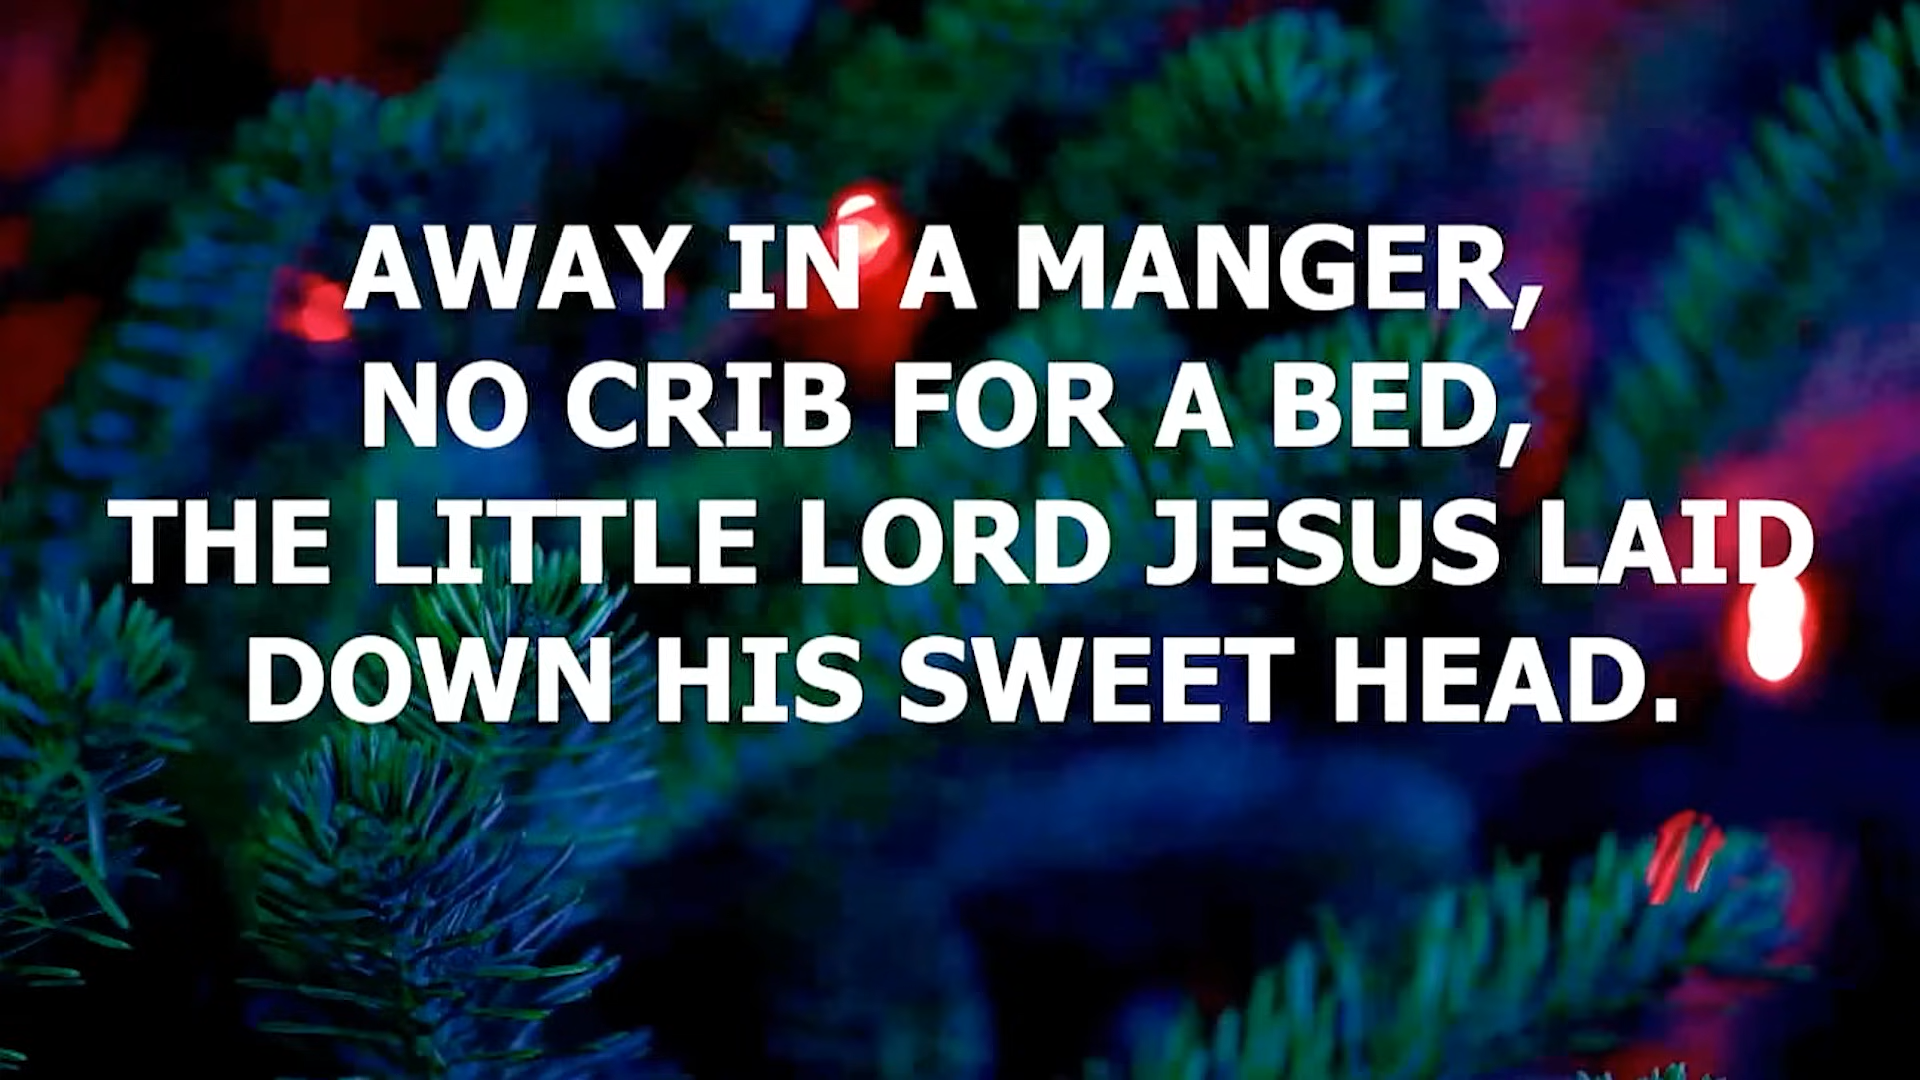 AWAY IN A MANGER,
NO CRIB FOR A BED,
THE LITTLE LORD JESUS LAID
DOWN HIS SWEET HEAD.